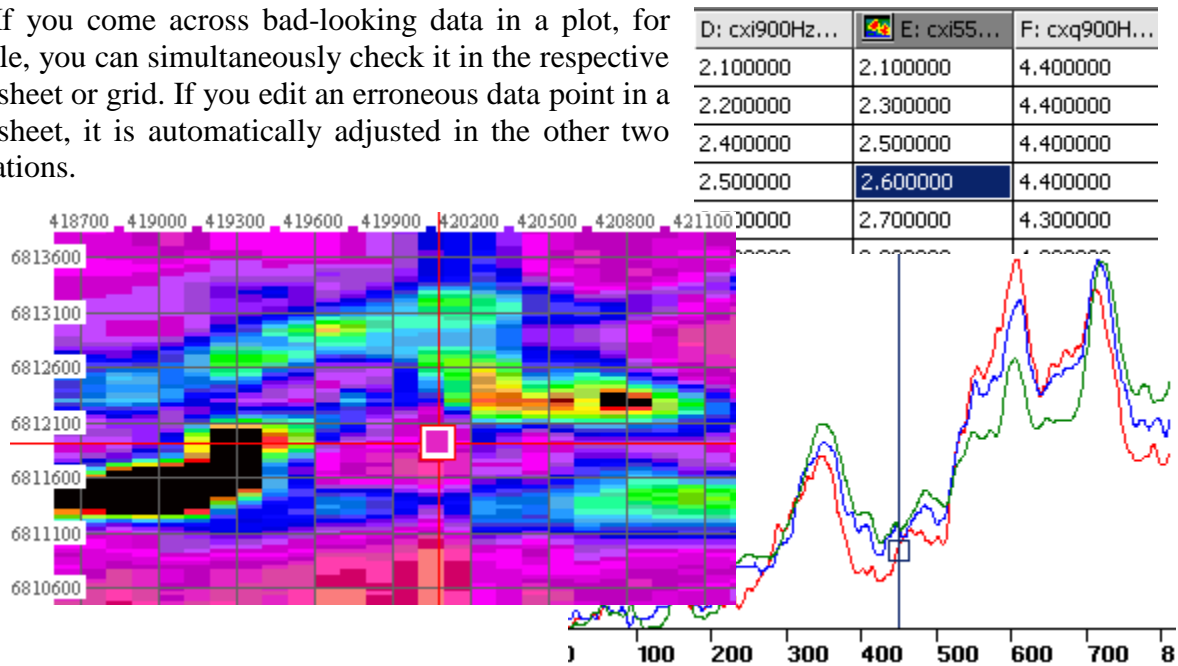 If you come across bad-looking data in a plot, for
le, you can simultaneously check it in the respective
sheet or grid. If you edit an erroneous data point in a
sheet, it is automatically adjusted in the other two
ations.
D: cxi900Hz... E: cxi55... F: cxq900H...
2.100000 2.100000 4.400000
2.200000 2.300000 4.400000
2.400000 2.500000 4.400000
2.500000 2.600000 4.400000
2.700000 4.300000
418700 419000 419300 419600 419900 420200 420500 420800 421100
6813600
6813100
6812600
6812100
6811600
6811100
6810600
100 200 300 400 500 600 700 8